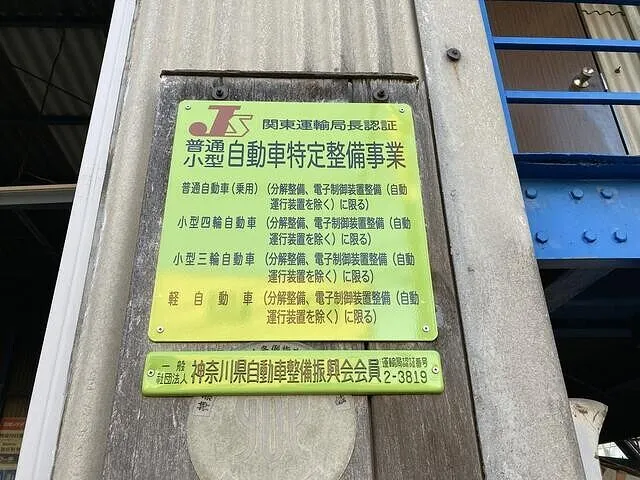 JS 関東運輸局長認証
普通小型 自動車特定整備事業
普通自動車(乗用) (分解整備、電子制御装置整備(自動
運行装置を除く)に限る)
小型四輪自動車 (分解整備、電子制御装置整備(自動
運行装置を除く)に限る)
小型三輪自動車 (分解整備、電子制御装置整備(自動
運行装置を除く)に限る)
軽自動車 (分解整備、電子制御装置整備(自動
運行装置を除く)に限る)
一般社団法人 神奈川県自動車整備振興会会員 運輸局認証番号 2-3819